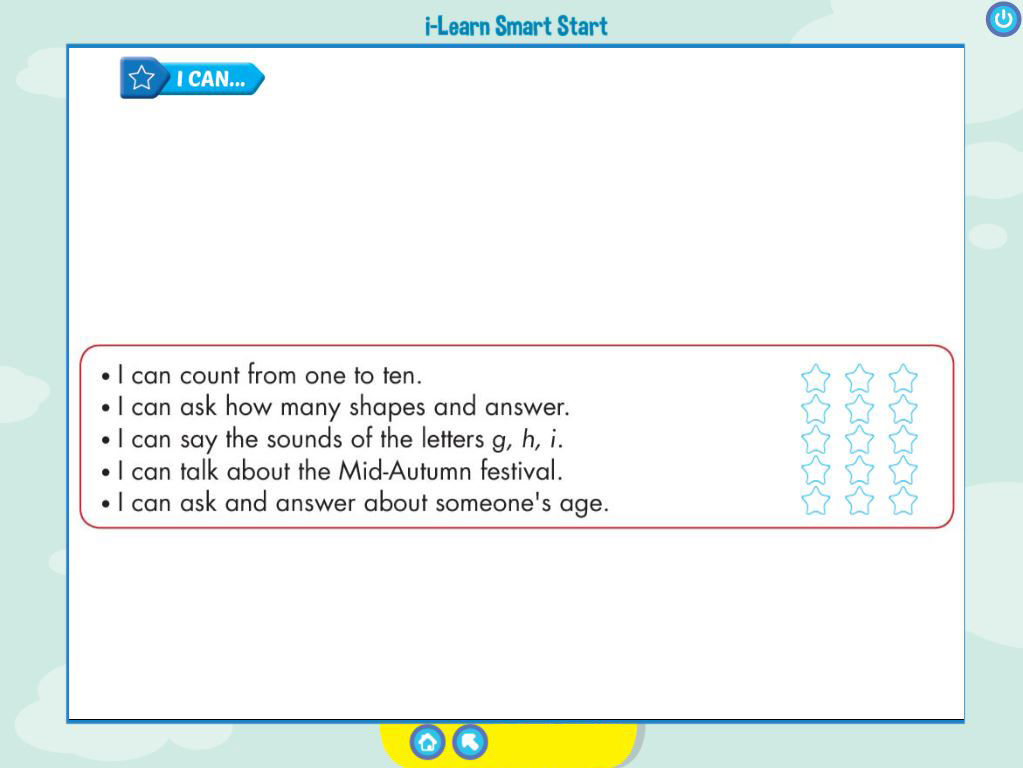 i-Learn Smart Start
I CAN...
• I can count from one to ten.
• I can ask how many shapes and answer.
• I can say the sounds of the letters g, h, i.
• I can talk about the Mid-Autumn festival.
• I can ask and answer about someone's age.